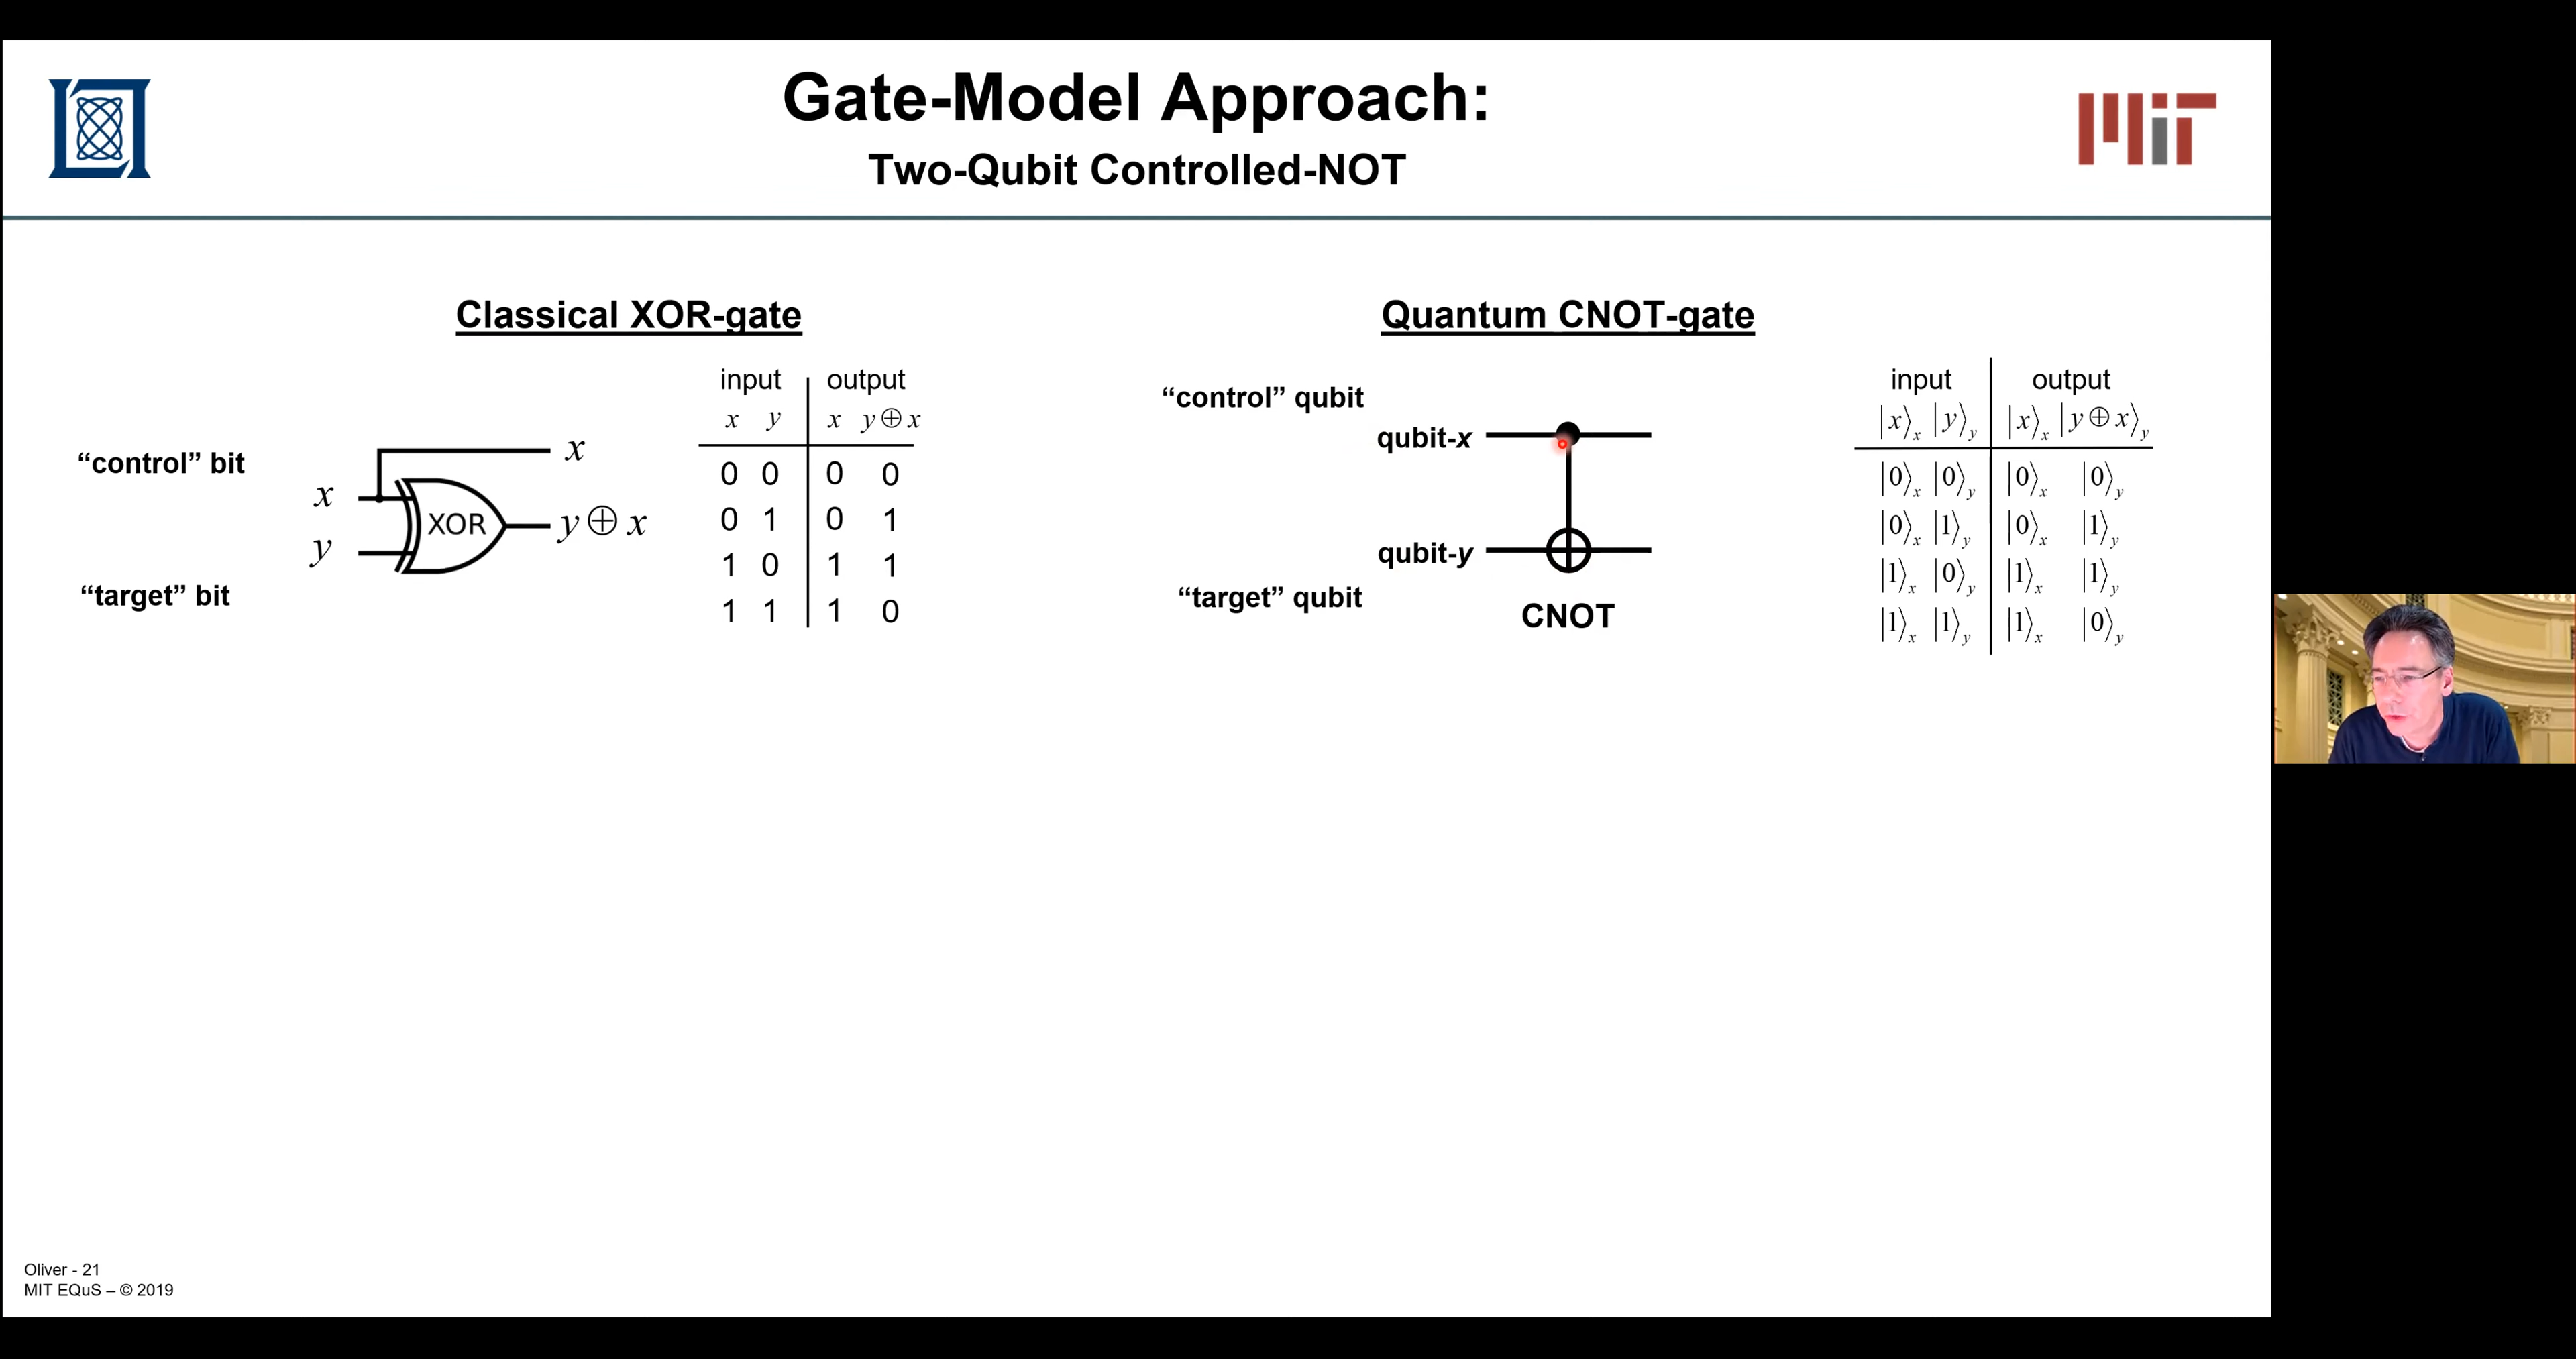 Gate-Model Approach:
Two-Qubit Controlled-NOT
MIT
Classical XOR-gate
“control” bit
x
y
“target” bit
XOR
x
y ⊕ x
input output
x y x y ⊕ x
0 0 0 0
0 1 0 1
1 0 1 1
1 1 1 0
Quantum CNOT-gate
“control” qubit
qubit-x
qubit-y
“target” qubit
CNOT
input output
|x⟩ₓ |y⟩ᵧ |x⟩ₓ |y ⊕ x⟩ᵧ
|0⟩ₓ |0⟩ᵧ |0⟩ₓ |0⟩ᵧ
|0⟩ₓ |1⟩ᵧ |0⟩ₓ |1⟩ᵧ
|1⟩ₓ |0⟩ᵧ |1⟩ₓ |1⟩ᵧ
|1⟩ₓ |1⟩ᵧ |1⟩ₓ |0⟩ᵧ
Oliver - 21
MIT EQuS – © 2019